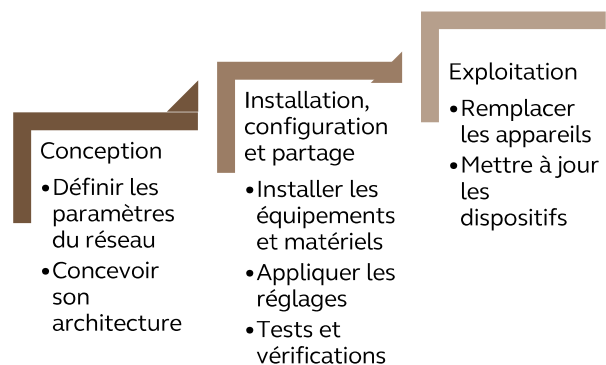 Conception
•Définir les
paramètres
du réseau
•Concevoir
son
architecture
Installation,
configuration
et partage
•Installer les
équipements
et matériels
•Appliquer les
réglages
•Tests et
vérifications
Exploitation
•Remplacer
les appareils
•Mettre à jour
les
dispositifs